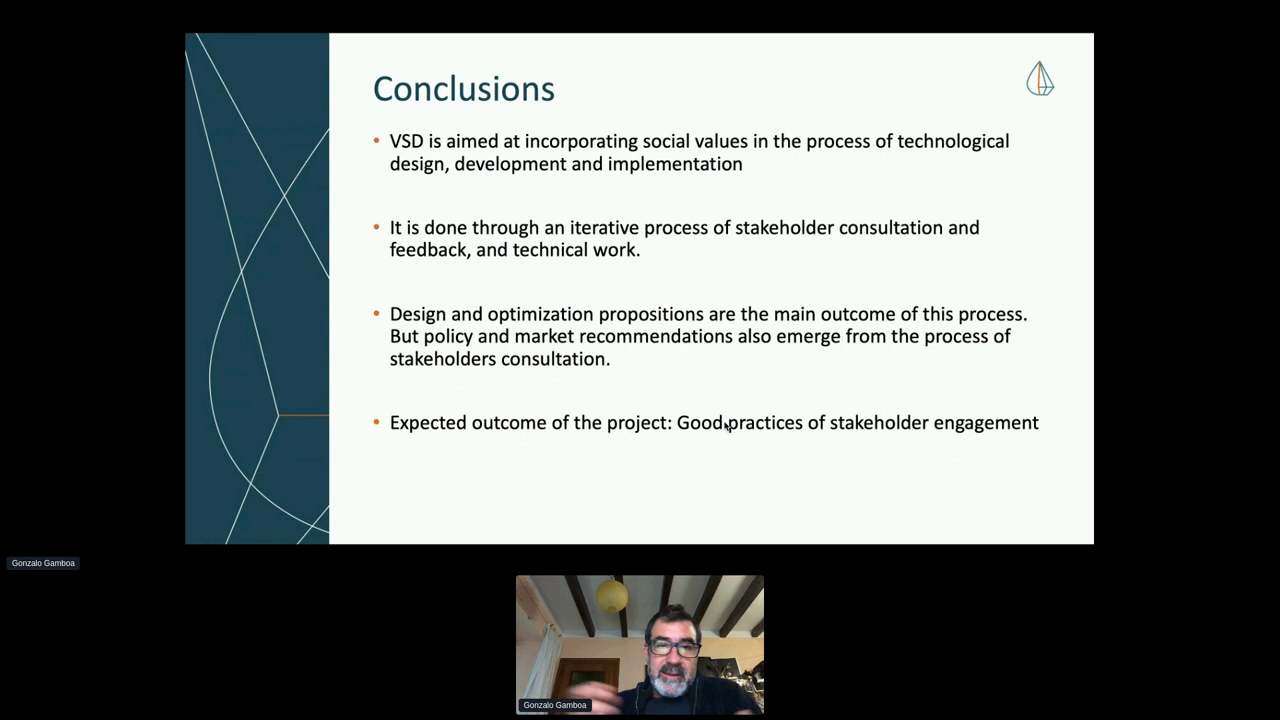 Conclusions
• VSD is aimed at incorporating social values in the process of technological
design, development and implementation
• It is done through an iterative process of stakeholder consultation and
feedback, and technical work.
• Design and optimization propositions are the main outcome of this process.
But policy and market recommendations also emerge from the process of
stakeholders consultation.
• Expected outcome of the project: Good practices of stakeholder engagement
Gonzalo Gamboa
Gonzalo Gamboa